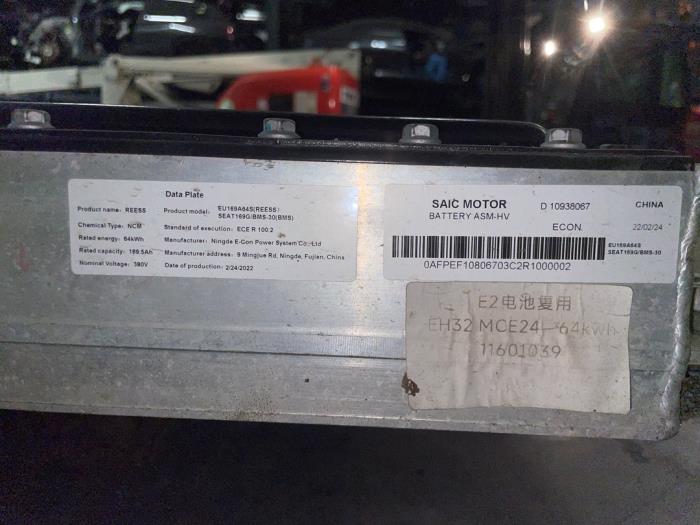 Data Plate
Product name: REESS
Product model: EU169A64S(REESS)
SEAT169G/BMS-30(BMS)
Chemical Type: NCM
Standard of execution: ECE R 100.2
Rated energy: 64kWh
Manufacturer: Ningde E-Con Power System Co.,Ltd
Rated capacity: 169.5Ah
Manufacturer address: 9 Mingjue Rd, Ningde, Fujian, China
Nominal Voltage: 380V
Date of production: 2/24/2022
SAIC MOTOR
D 10938067
CHINA
BATTERY ASM-HV
ECON.
22/02/24
EU169A64S
SEAT169G/BMS-30
0AFPEF10806703C2R1000002
E2电池复用
EH32 MCE24-64kWh
11601039